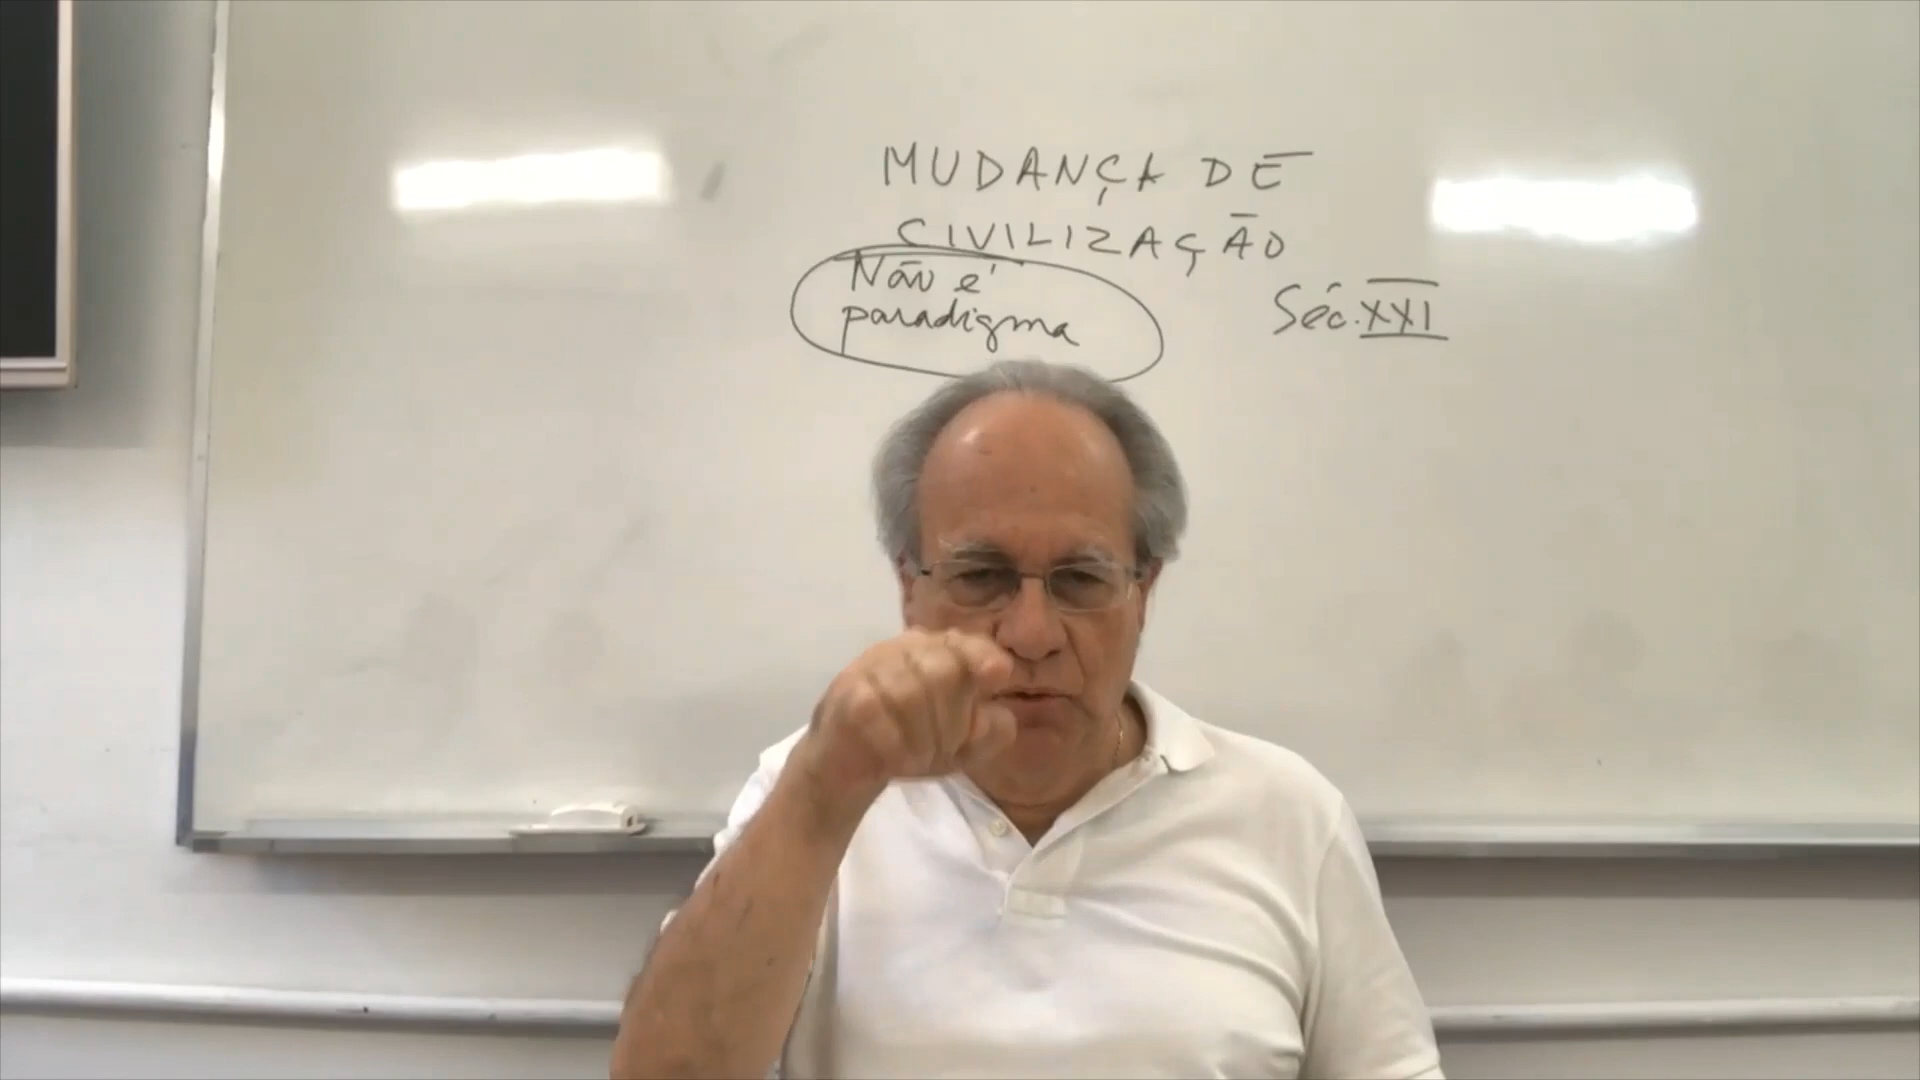 MUDANÇA DE
CIVILIZAÇÃO
Não é
paradigma
Séc. XXI